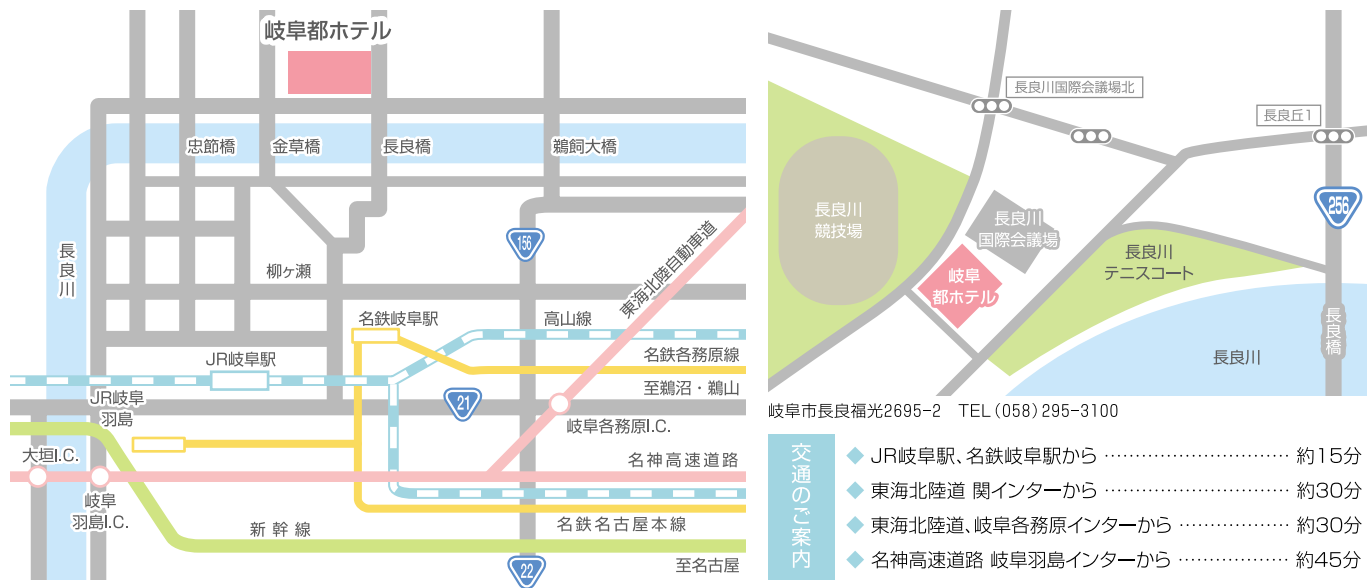 岐阜都ホテル
忠節橋
金草橋
長良橋
鵜飼大橋
長良川
156
東海北陸自動車道
柳ヶ瀬
名鉄岐阜駅
高山線
JR岐阜駅
名鉄各務原線
至鵜沼・鵜山
JR岐阜
羽島
21
岐阜各務原I.C.
大垣I.C.
名神高速道路
岐阜
羽島I.C.
新幹線
名鉄名古屋本線
至名古屋
22
長良川国際会議場北
長良丘1
256
長良川
競技場
長良川
国際会議場
長良川
テニスコート
岐阜
都ホテル
長良橋
長良川
岐阜市長良福光2695-2 TEL(058)295-3100
交通のご案内
◆ JR岐阜駅、名鉄岐阜駅から ………………………… 約15分
◆ 東海北陸道 関インターから ………………………… 約30分
◆ 東海北陸道、岐阜各務原インターから ……………… 約30分
◆ 名神高速道路 岐阜羽島インターから ……………… 約45分